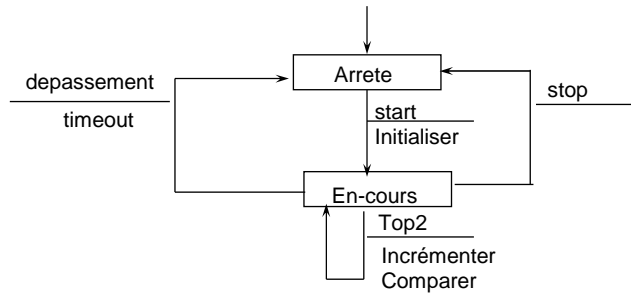 Arrete
depassement
timeout
start
Initialiser
stop
En-cours
Top2
Incrémenter
Comparer